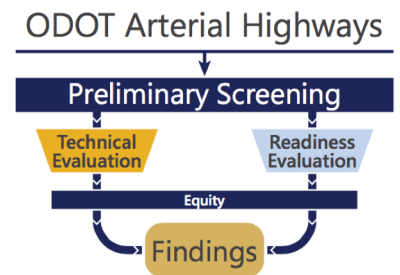 ODOT Arterial Highways
Preliminary Screening
Technical
Evaluation
Readiness
Evaluation
Equity
Findings